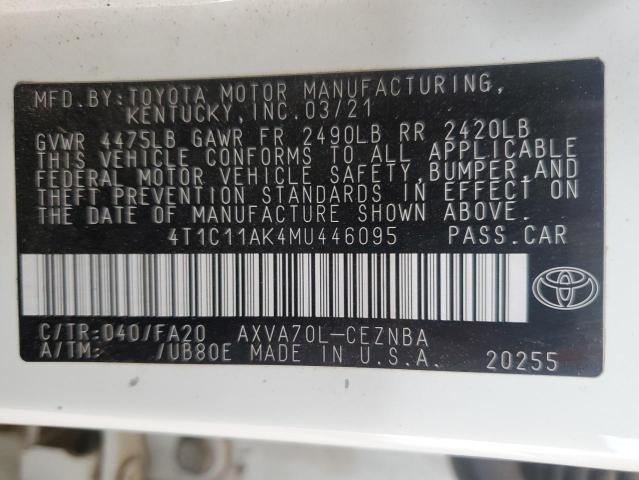 MFD.BY:TOYOTA MOTOR MANUFACTURING,
KENTUCKY,INC.03/21
GVWR 4475LB GAWR FR 2490LB RR 2420LB
THIS VEHICLE CONFORMS TO ALL APPLICABLE
FEDERAL MOTOR VEHICLE SAFETY,BUMPER,AND
THEFT PREVENTION STANDARDS IN EFFECT ON
THE DATE OF MANUFACTURE SHOWN ABOVE.
4T1C11AK4MU446095 PASS.CAR
C/TR:040/FA20 AXVA70L-CEZNBA
A/TM: /UB80E MADE IN U.S.A. 20255